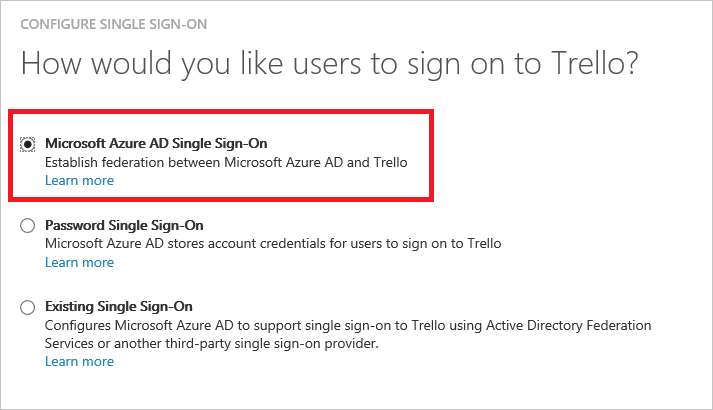 CONFIGURE SINGLE SIGN-ON
How would you like users to sign on to Trello?
Microsoft Azure AD Single Sign-On
Establish federation between Microsoft Azure AD and Trello
Learn more
Password Single Sign-On
Microsoft Azure AD stores account credentials for users to sign on to Trello
Learn more
Existing Single Sign-On
Configures Microsoft Azure AD to support single sign-on to Trello using Active Directory Federation
Services or another third-party single sign-on provider.
Learn more